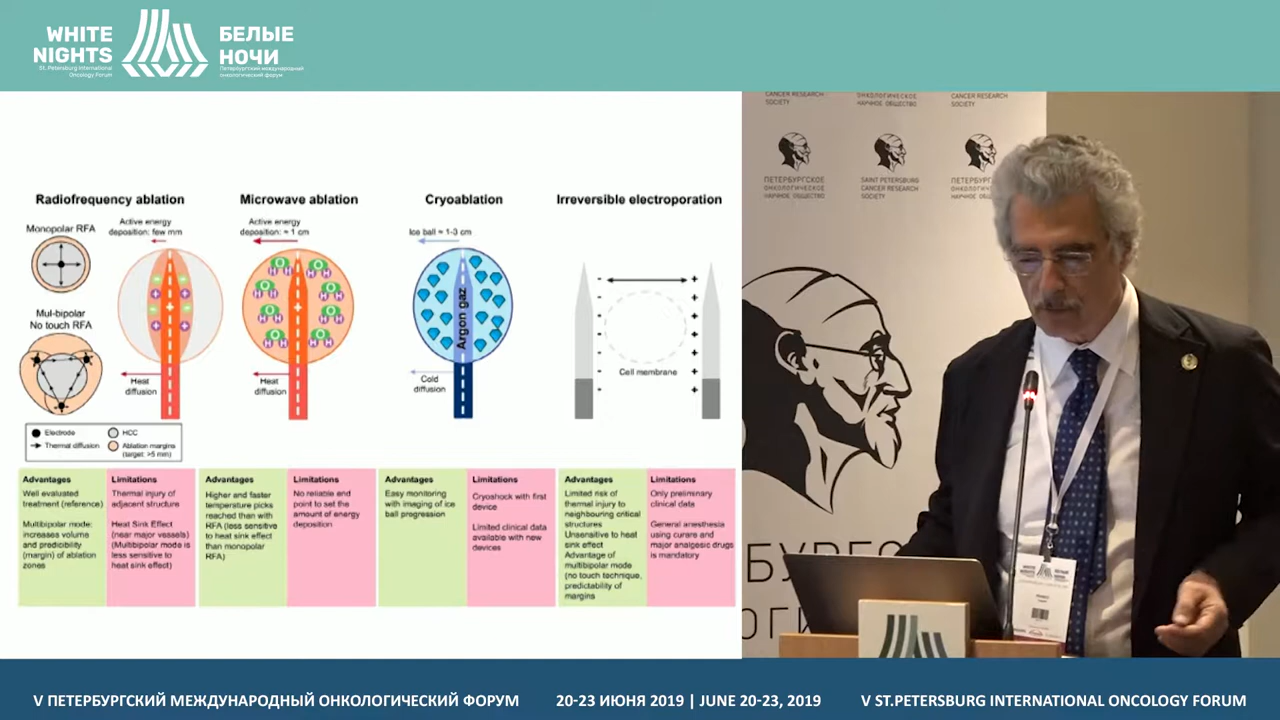 WHITE
NIGHTS
St. Petersburg International
Oncology Forum
БЕЛЫЕ
НОЧИ
Петербургский международный
онкологический форум
Radiofrequency ablation
Microwave ablation
Cryoablation
Irreversible electroporation
Monopolar RFA
Active energy
deposition: few mm
Active energy
deposition: ≈ 1 cm
Ice ball ≈ 1-3 cm
Mul-bipolar
No touch RFA
Heat
diffusion
Heat
diffusion
Argon gaz
Cold
diffusion
Cell membrane
Electrode
HCC
Thermal diffusion
Ablation margins
(target: >5 mm)
Advantages
Well evaluated
treatment (reference)
Multibipolar mode:
increases volume
and predicibility
(margin) of ablation
zones
Limitations
Thermal injury of
adjacent structure
Heat Sink Effect
(near major vessels)
(Multibipolar mode is
less sensitive to
heat sink effect)
Advantages
Higher and faster
temperature picks
reached than with
RFA (less sensitive
to heat sink effect
than monopolar
RFA)
Limitations
No reliable end
point to set the
amount of energy
deposition
Advantages
Easy monitoring
with imaging of ice
ball progression
Limitations
Cryoshock with first
device
Limited clinical data
available with new
devices
Advantages
Limited risk of
thermal injury to
neighbouring critical
structures
Unsensitive to heat
sink effect
Advantage of
multibipolar mode
(no touch technique,
predictability of
margins
Limitations
Only preliminary
clinical data
General anesthesia
using curare and
major analgesic drugs
is mandatory
CANCER RESEARCH
SOCIETY
ОНКОЛОГИЧЕСКОЕ
НАУЧНОЕ ОБЩЕСТВО
CANCER RESEARCH
SOCIETY
ПЕТЕРБУРГСКОЕ
ОНКОЛОГИЧЕСКОЕ
НАУЧНОЕ ОБЩЕСТВО
SAINT PETERSBURG
CANCER RESEARCH
SOCIETY
V ПЕТЕРБУРГСКИЙ МЕЖДУНАРОДНЫЙ ОНКОЛОГИЧЕСКИЙ ФОРУМ
20-23 ИЮНЯ 2019 | JUNE 20-23, 2019
V ST.PETERSBURG INTERNATIONAL ONCOLOGY FORUM